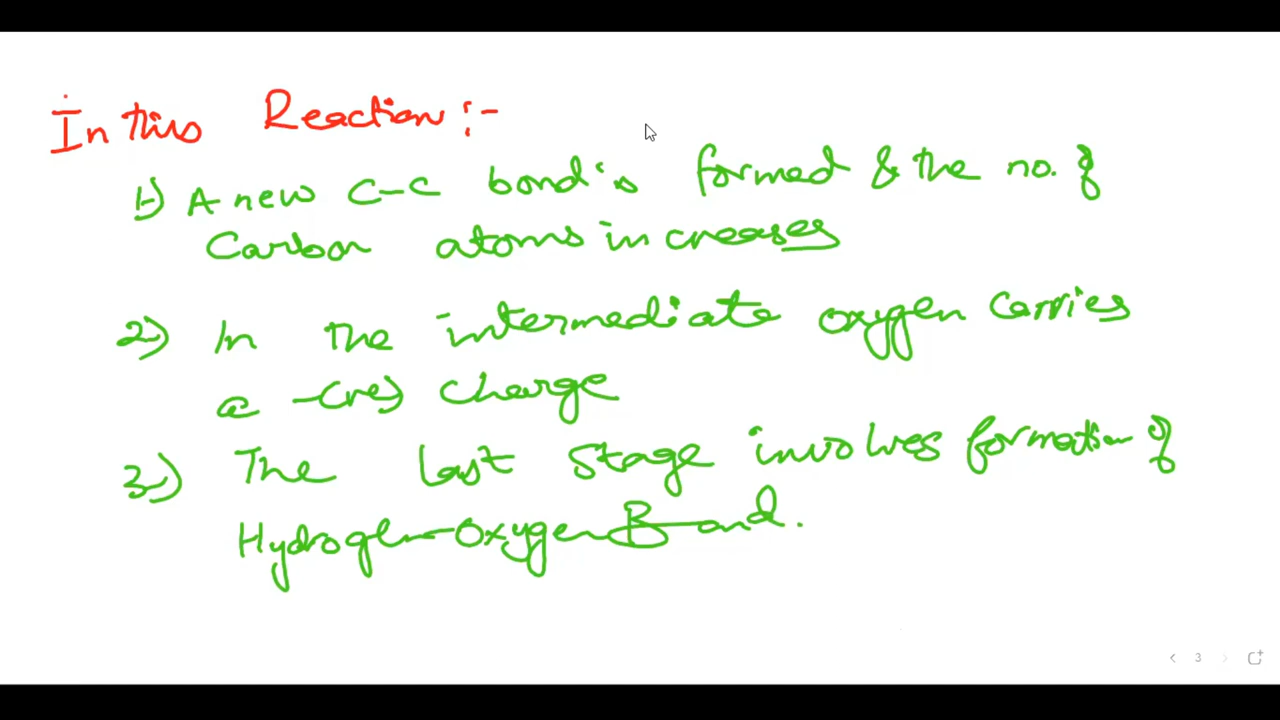 In this Reaction :-
1) A new C-C bond is formed & the no. of
Carbon atoms increases
2) In the intermediate oxygen carries
a -(ve) charge
3) The last stage involves formation of
Hydrogen-Oxygen Bond.
3